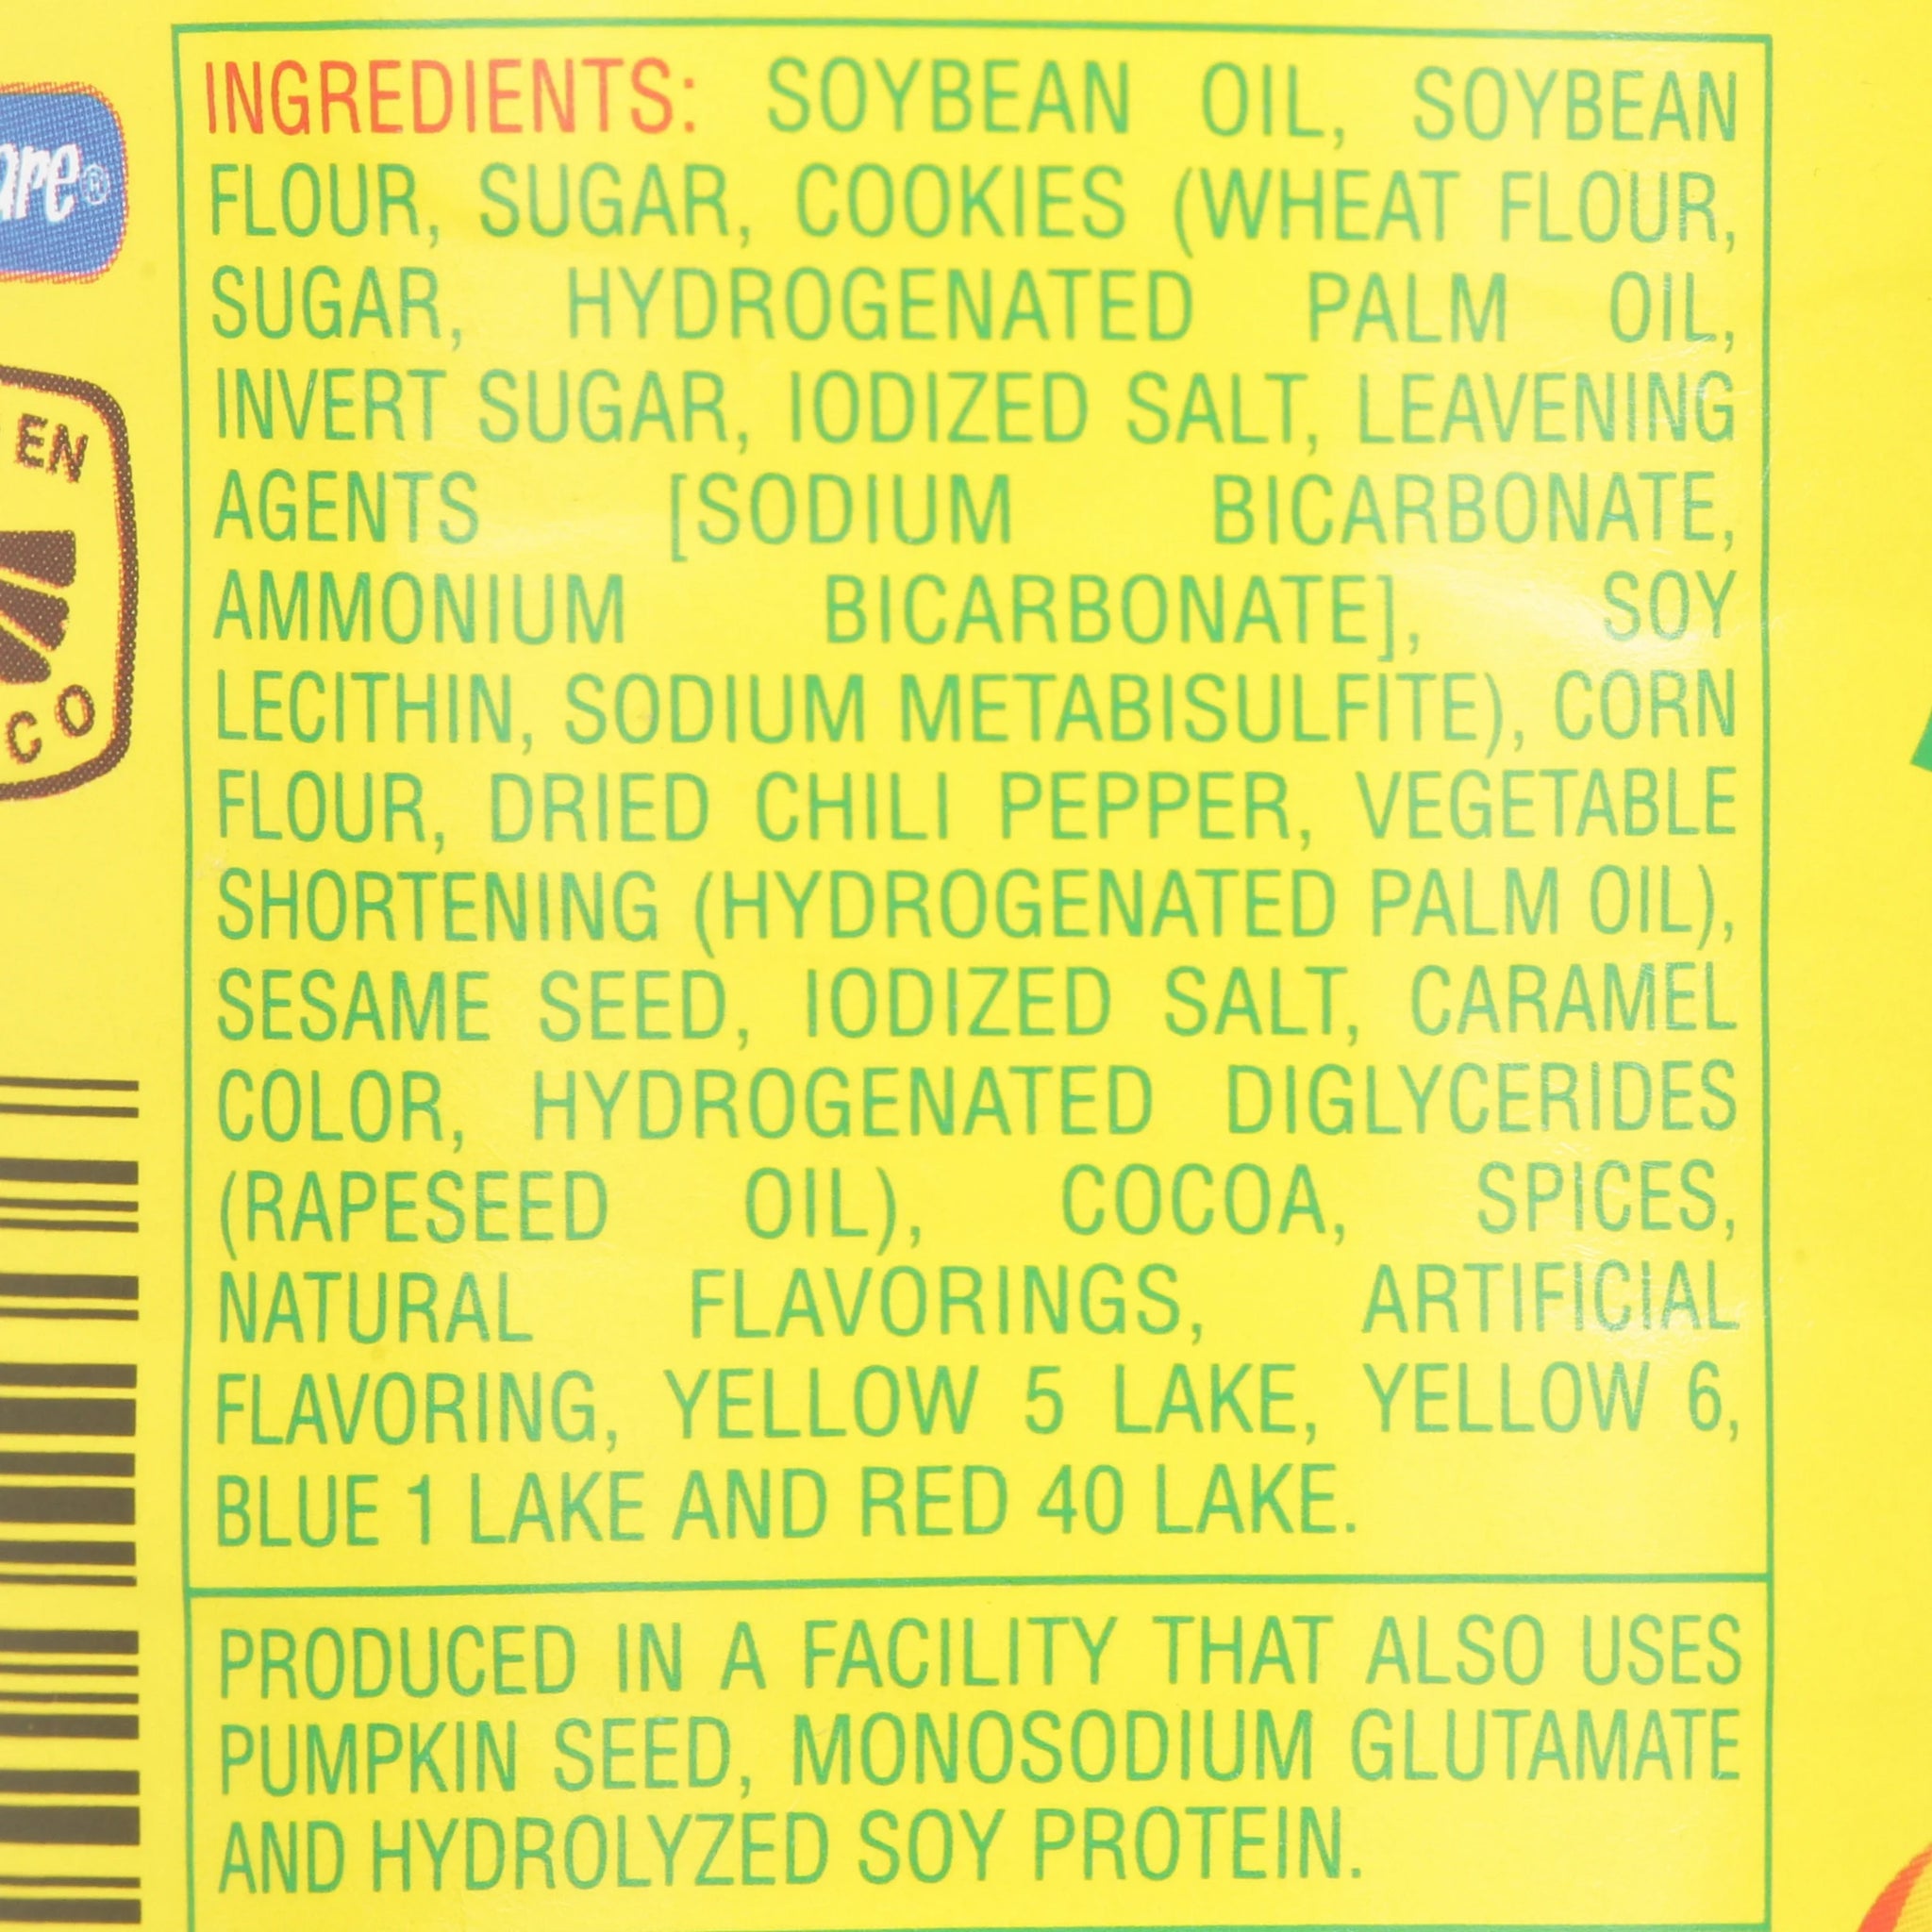 are®
EN
CO
INGREDIENTS: SOYBEAN OIL, SOYBEAN
FLOUR, SUGAR, COOKIES (WHEAT FLOUR,
SUGAR, HYDROGENATED PALM OIL,
INVERT SUGAR, IODIZED SALT, LEAVENING
AGENTS [SODIUM BICARBONATE,
AMMONIUM BICARBONATE], SOY
LECITHIN, SODIUM METABISULFITE), CORN
FLOUR, DRIED CHILI PEPPER, VEGETABLE
SHORTENING (HYDROGENATED PALM OIL),
SESAME SEED, IODIZED SALT, CARAMEL
COLOR, HYDROGENATED DIGLYCERIDES
(RAPESEED OIL), COCOA, SPICES,
NATURAL FLAVORINGS, ARTIFICIAL
FLAVORING, YELLOW 5 LAKE, YELLOW 6,
BLUE 1 LAKE AND RED 40 LAKE.
PRODUCED IN A FACILITY THAT ALSO USES
PUMPKIN SEED, MONOSODIUM GLUTAMATE
AND HYDROLYZED SOY PROTEIN.